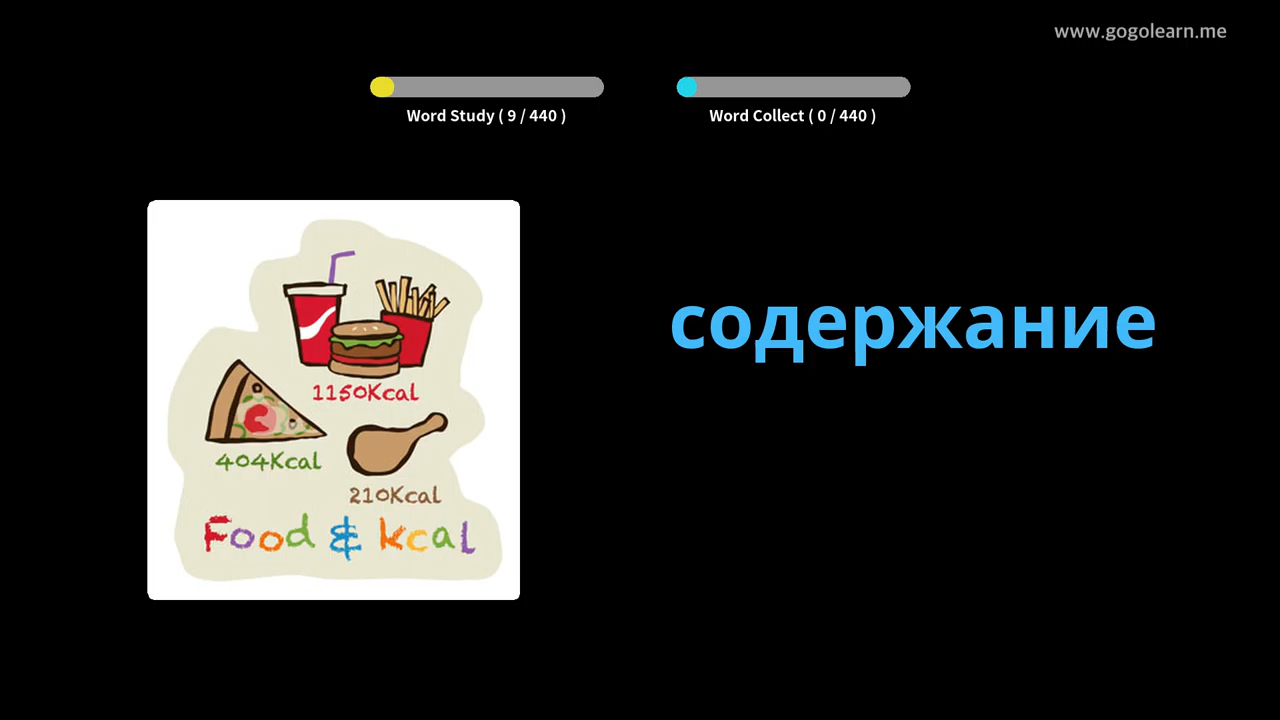 www.gogolearn.me
Word Study ( 9 / 440 )
Word Collect ( 0 / 440 )
содержание
1150Kcal
404Kcal
210Kcal
Food & kcal